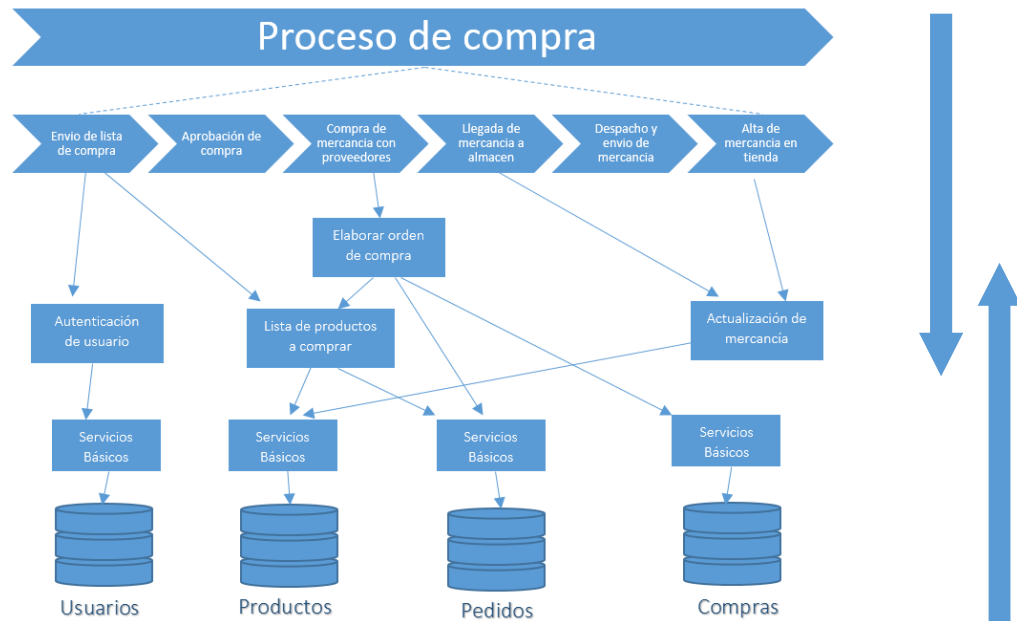 Proceso de compra
Envio de lista
de compra
Aprobación de
compra
Compra de
mercancia con
proveedores
Llegada de
mercancia a
almacen
Despacho y
envio de
mercancia
Alta de
mercancia en
tienda
Elaborar orden
de compra
Autenticación
de usuario
Lista de productos
a comprar
Actualización de
mercancía
Servicios
Básicos
Servicios
Básicos
Servicios
Básicos
Servicios
Básicos
Usuarios
Productos
Pedidos
Compras